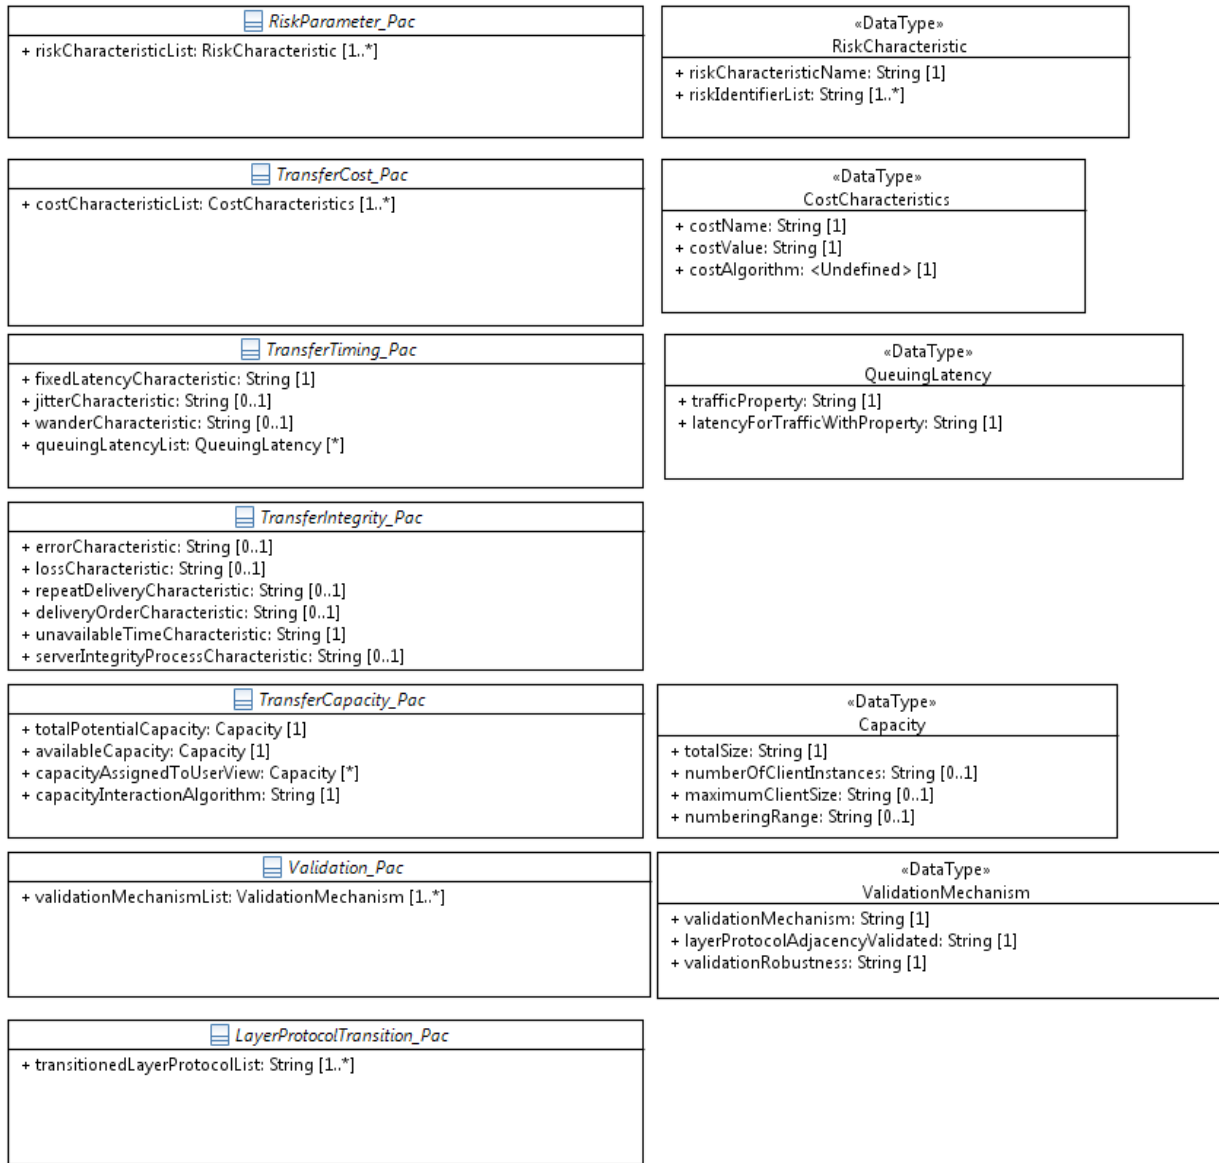 RiskParameter_Pac
+ riskCharacteristicList: RiskCharacteristic [1..*]
«DataType»
RiskCharacteristic
+ riskCharacteristicName: String [1]
+ riskIdentifierList: String [1..*]
TransferCost_Pac
+ costCharacteristicList: CostCharacteristics [1..*]
«DataType»
CostCharacteristics
+ costName: String [1]
+ costValue: String [1]
+ costAlgorithm: <Undefined> [1]
TransferTiming_Pac
+ fixedLatencyCharacteristic: String [1]
+ jitterCharacteristic: String [0..1]
+ wanderCharacteristic: String [0..1]
+ queuingLatencyList: QueuingLatency [*]
«DataType»
QueuingLatency
+ trafficProperty: String [1]
+ latencyForTrafficWithProperty: String [1]
TransferIntegrity_Pac
+ errorCharacteristic: String [0..1]
+ lossCharacteristic: String [0..1]
+ repeatDeliveryCharacteristic: String [0..1]
+ deliveryOrderCharacteristic: String [0..1]
+ unavailableTimeCharacteristic: String [1]
+ serverIntegrityProcessCharacteristic: String [0..1]
TransferCapacity_Pac
+ totalPotentialCapacity: Capacity [1]
+ availableCapacity: Capacity [1]
+ capacityAssignedToUserView: Capacity [*]
+ capacityInteractionAlgorithm: String [1]
«DataType»
Capacity
+ totalSize: String [1]
+ numberOfClientInstances: String [0..1]
+ maximumClientSize: String [0..1]
+ numberingRange: String [0..1]
Validation_Pac
+ validationMechanismList: ValidationMechanism [1..*]
«DataType»
ValidationMechanism
+ validationMechanism: String [1]
+ layerProtocolAdjacencyValidated: String [1]
+ validationRobustness: String [1]
LayerProtocolTransition_Pac
+ transitionedLayerProtocolList: String [1..*]